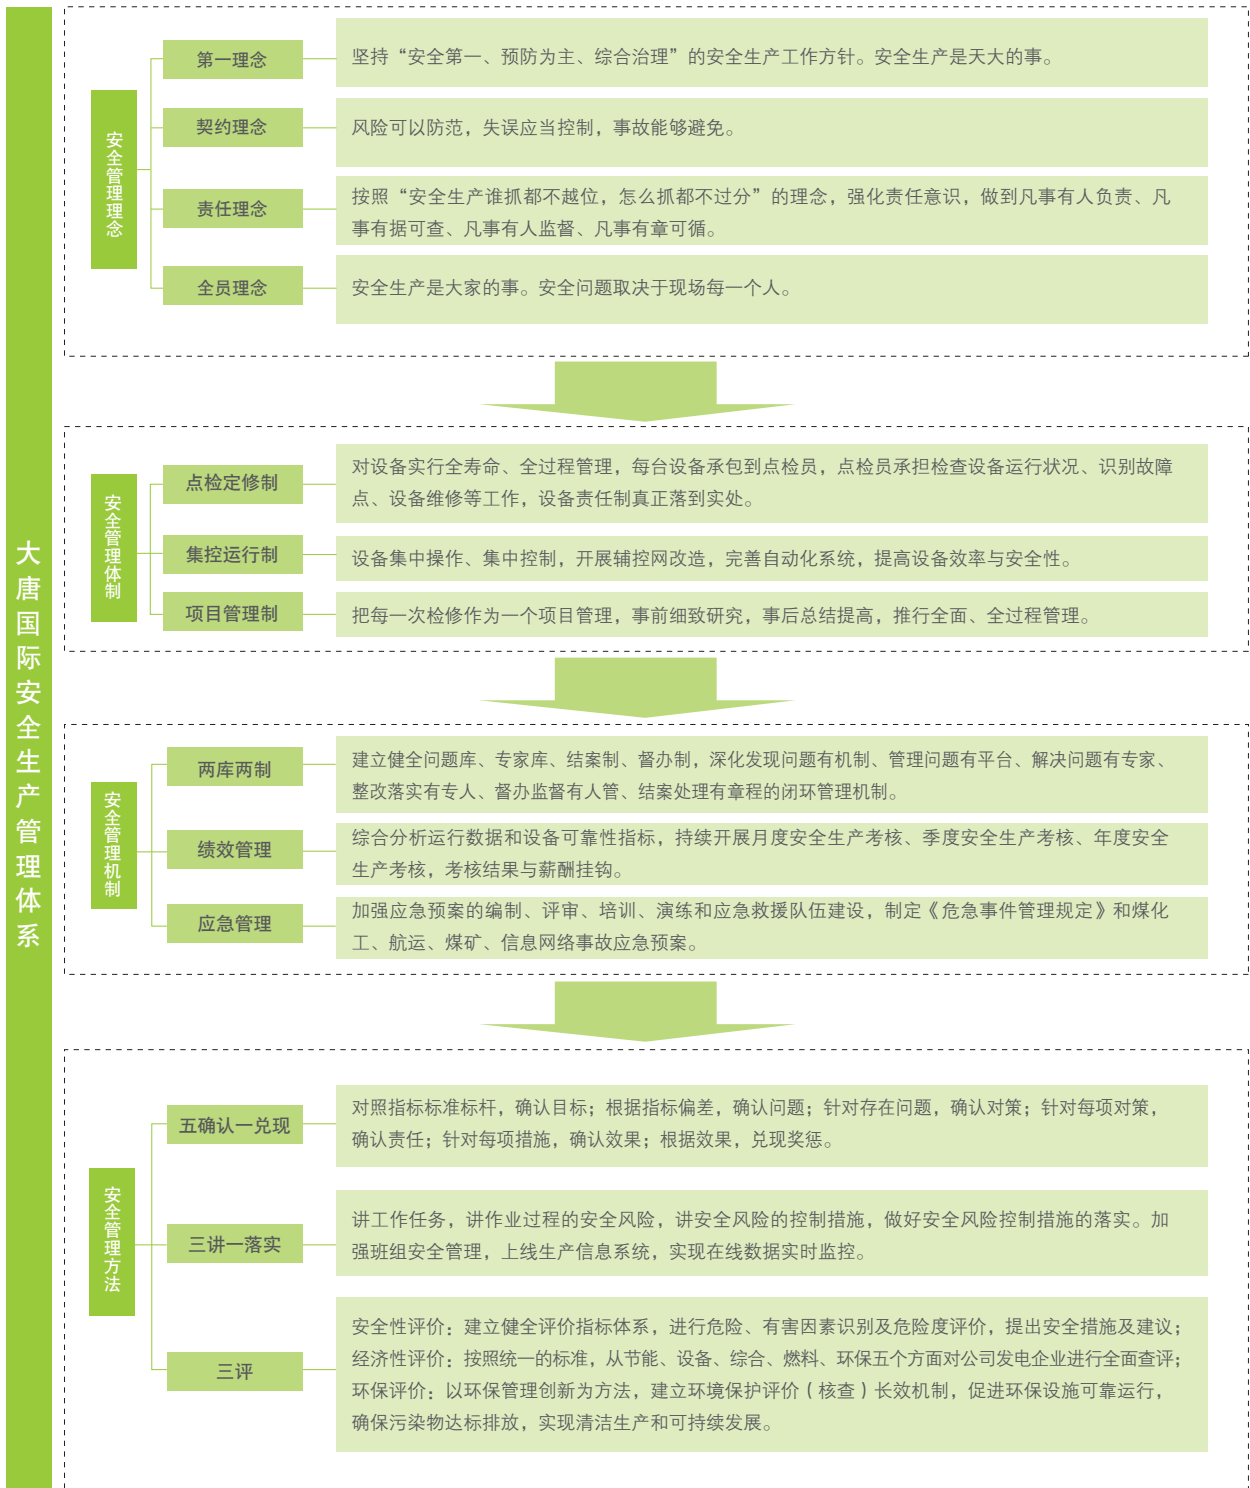 大唐国际安全生产管理体系
安全管理理念
第一理念
坚持“安全第一、预防为主、综合治理”的安全生产工作方针。安全生产是天大的事。
契约理念
风险可以防范，失误应当控制，事故能够避免。
责任理念
按照“安全生产谁抓都不越位，怎么抓都不过分”的理念，强化责任意识，做到凡事有人负责、凡
事有据可查、凡事有人监督、凡事有章可循。
全员理念
安全生产是大家的事。安全问题取决于现场每一个人。
安全管理体制
点检定修制
对设备实行全寿命、全过程管理，每台设备承包到点检员，点检员承担检查设备运行状况、识别故障
点、设备维修等工作，设备责任制真正落到实处。
集控运行制
设备集中操作、集中控制，开展辅控网改造，完善自动化系统，提高设备效率与安全性。
项目管理制
把每一次检修作为一个项目管理，事前细致研究，事后总结提高，推行全面、全过程管理。
安全管理机制
两库两制
建立健全问题库、专家库、结案制、督办制，深化发现问题有机制、管理问题有平台、解决问题有专家、
整改落实有专人、督办监督有人管、结案处理有章程的闭环管理机制。
绩效管理
综合分析运行数据和设备可靠性指标，持续开展月度安全生产考核、季度安全生产考核、年度安全
生产考核，考核结果与薪酬挂钩。
应急管理
加强应急预案的编制、评审、培训、演练和应急救援队伍建设，制定《危急事件管理规定》和煤化
工、航运、煤矿、信息网络事故应急预案。
安全管理方法
五确认一兑现
对照指标标准标杆，确认目标；根据指标偏差，确认问题；针对存在问题，确认对策；针对每项对策，
确认责任；针对每项措施，确认效果；根据效果，兑现奖惩。
三讲一落实
讲工作任务，讲作业过程的安全风险，讲安全风险的控制措施，做好安全风险控制措施的落实。加
强班组安全管理，上线生产信息系统，实现在线数据实时监控。
三评
安全性评价：建立健全评价指标体系，进行危险、有害因素识别及危险度评价，提出安全措施及建议；
经济性评价：按照统一的标准，从节能、设备、综合、燃料、环保五个方面对公司发电企业进行全面查评；
环保评价：以环保管理创新为方法，建立环境保护评价（核查）长效机制，促进环保设施可靠运行，
确保污染物达标排放，实现清洁生产和可持续发展。